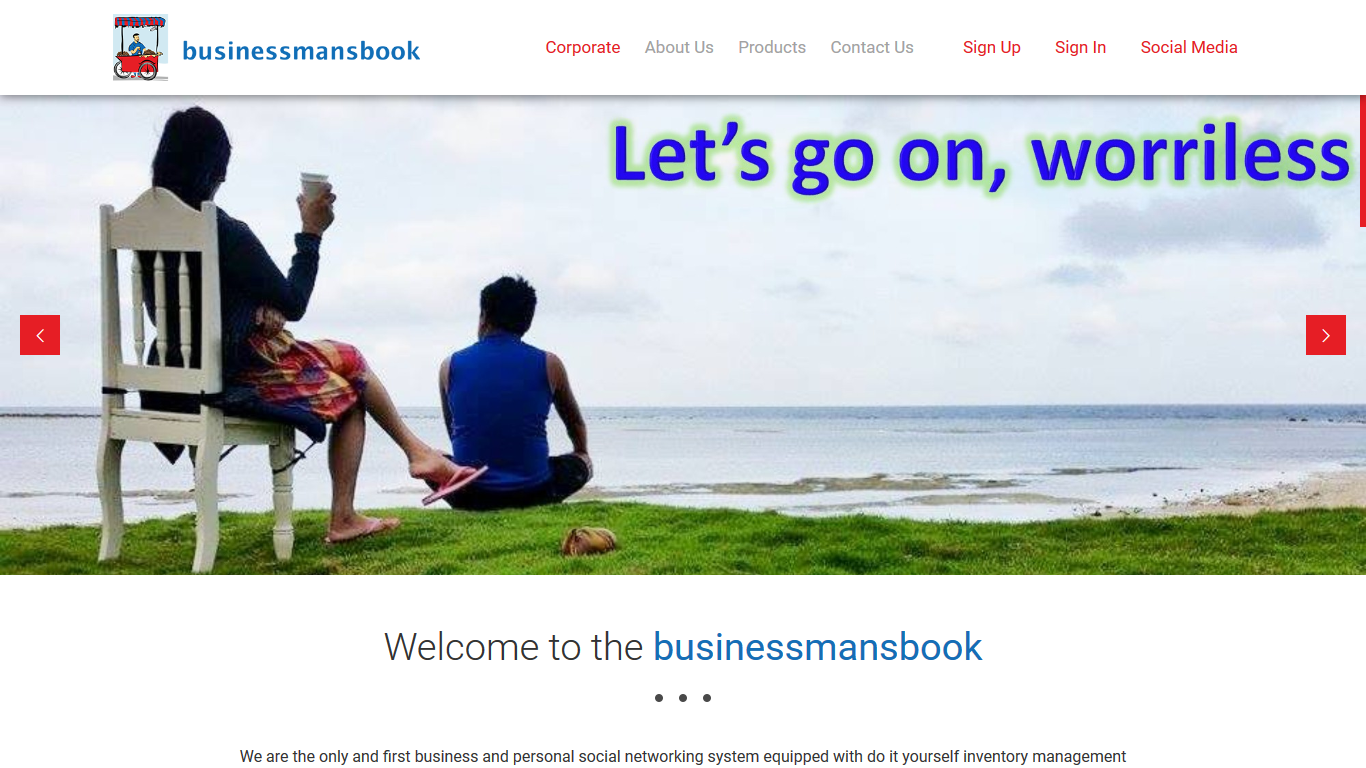 businessmansbook
Corporate About Us Products Contact Us Sign Up Sign In Social Media
Let's go on, worriless
Welcome to the businessmansbook
We are the only and first business and personal social networking system equipped with do it yourself inventory management